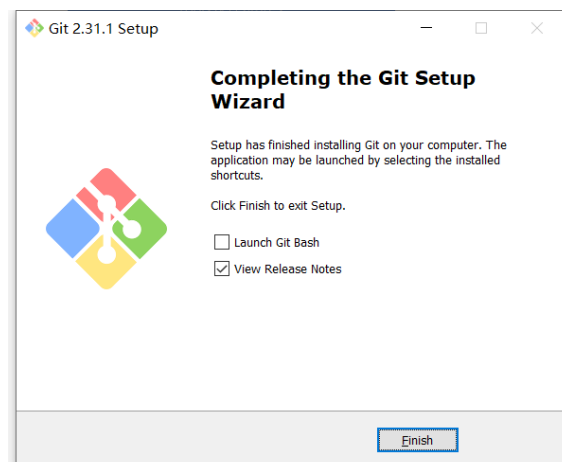 Git 2.31.1 Setup
Completing the Git Setup
Wizard
Setup has finished installing Git on your computer. The
application may be launched by selecting the installed
shortcuts.
Click Finish to exit Setup.
Launch Git Bash
View Release Notes
Finish